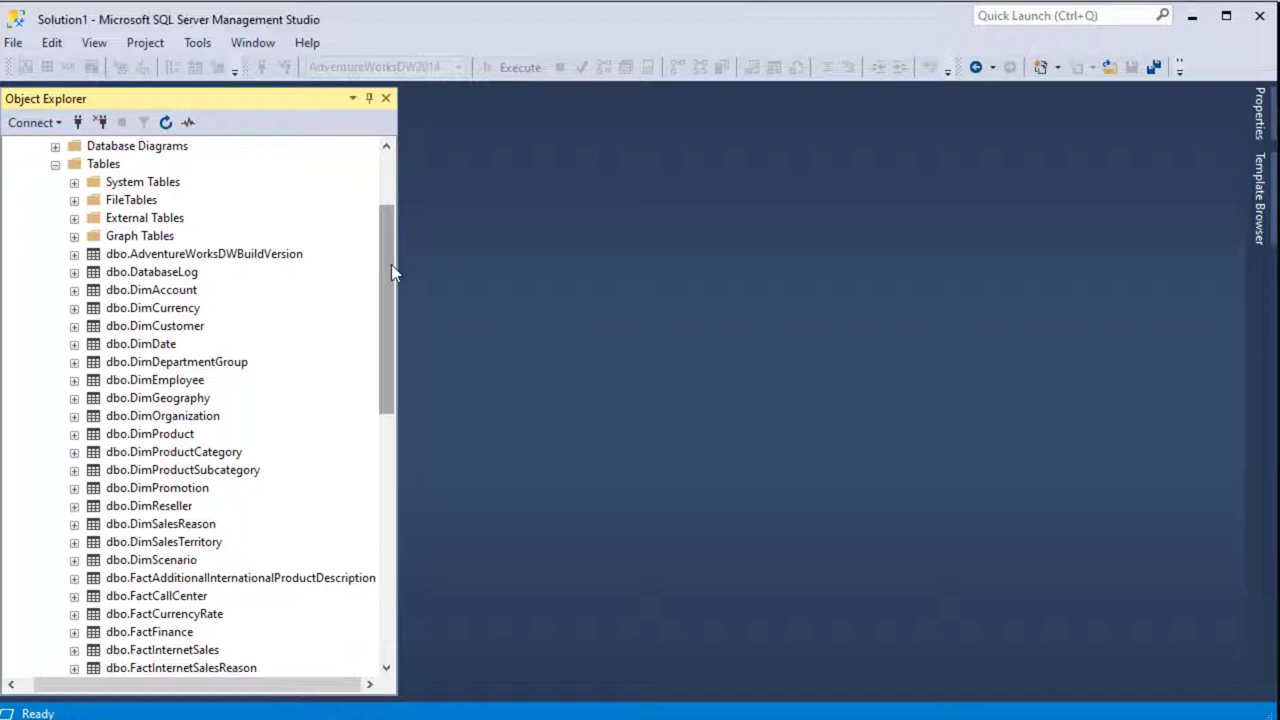 Solution1 - Microsoft SQL Server Management Studio
Quick Launch (Ctrl+Q)
File Edit View Project Tools Window Help
AdventureWorksDW2014 Execute
Object Explorer
Connect
Database Diagrams
Tables
System Tables
FileTables
External Tables
Graph Tables
dbo.AdventureWorksDWBuildVersion
dbo.DatabaseLog
dbo.DimAccount
dbo.DimCurrency
dbo.DimCustomer
dbo.DimDate
dbo.DimDepartmentGroup
dbo.DimEmployee
dbo.DimGeography
dbo.DimOrganization
dbo.DimProduct
dbo.DimProductCategory
dbo.DimProductSubcategory
dbo.DimPromotion
dbo.DimReseller
dbo.DimSalesReason
dbo.DimSalesTerritory
dbo.DimScenario
dbo.FactAdditionalInternationalProductDescription
dbo.FactCallCenter
dbo.FactCurrencyRate
dbo.FactFinance
dbo.FactInternetSales
dbo.FactInternetSalesReason
Properties
Template Browser
Ready